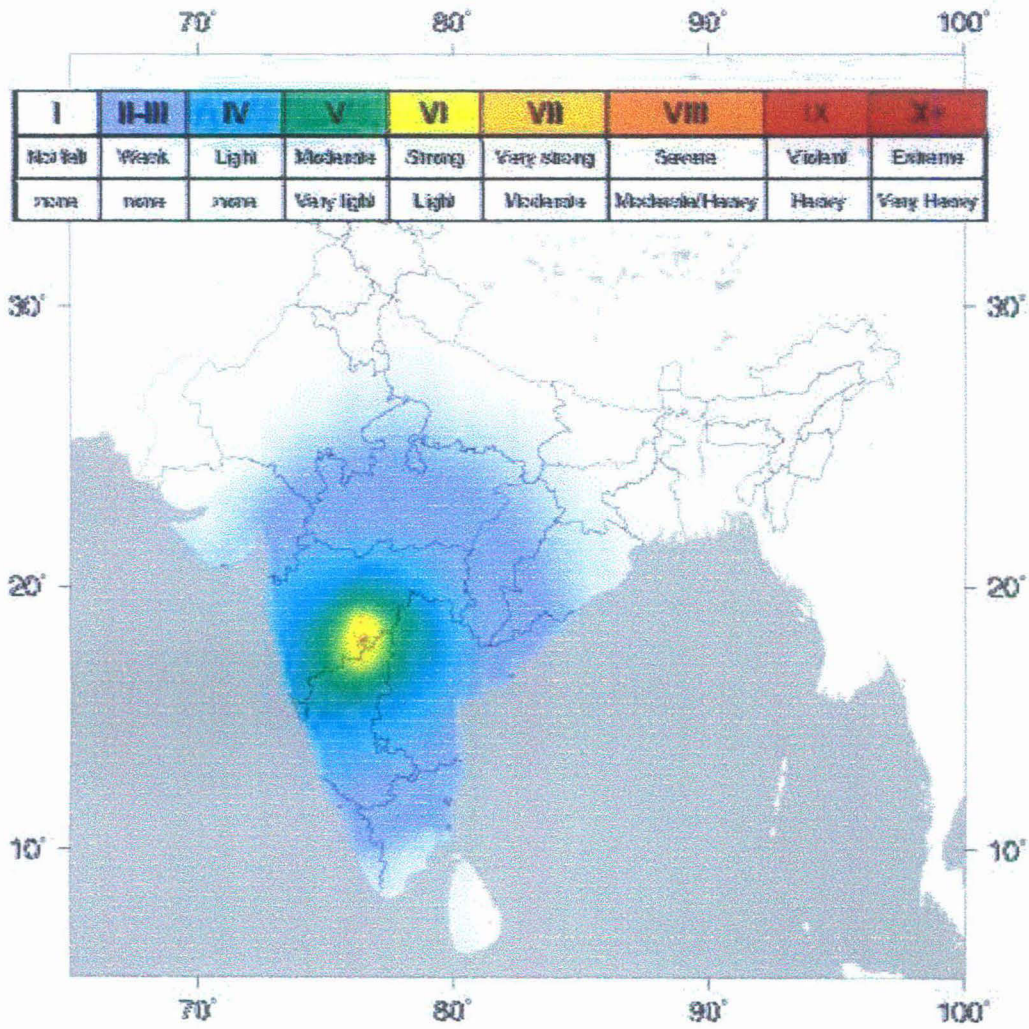 70° 80° 90° 100°
I II-III IV V VI VII VIII IX X+
Not felt Weak Light Moderate Strong Very strong Severe Violent Extreme
none none none Very light Light Moderate Moderate/Heavy Heavy Very Heavy
30° 30°
20° 20°
10° 10°
70° 80° 90° 100°